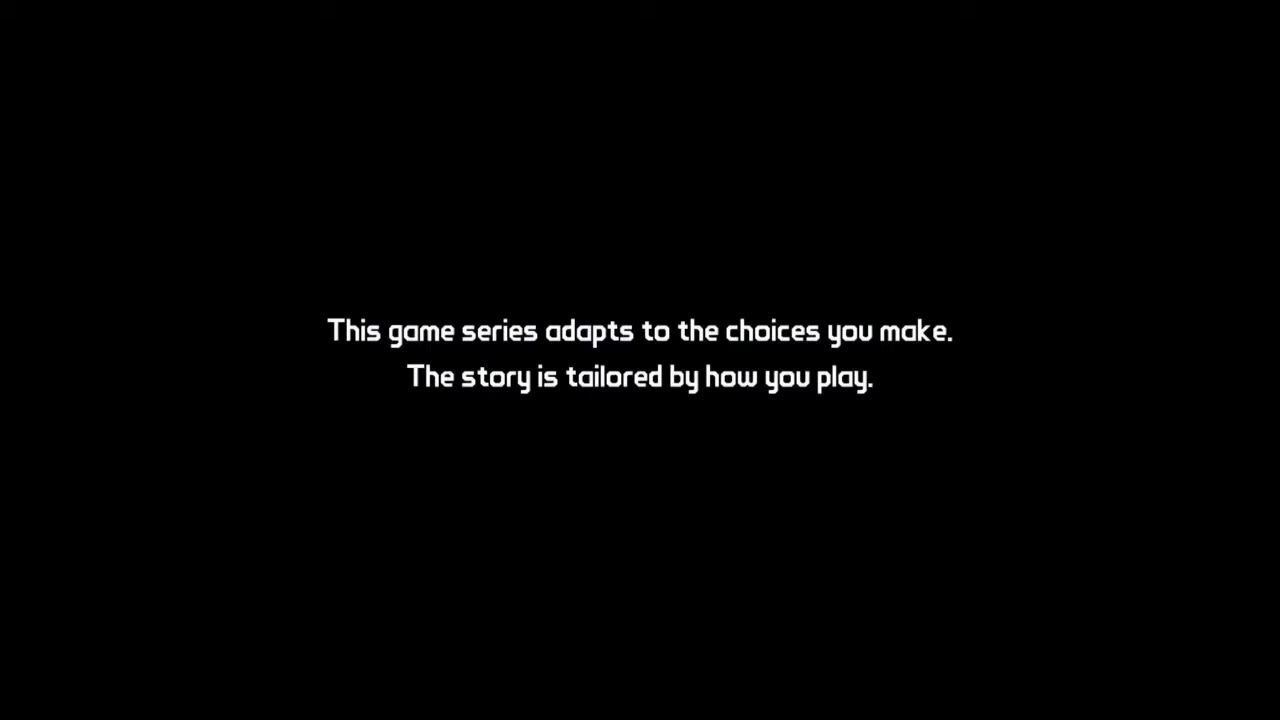 This game series adapts to the choices you make.
The story is tailored by how you play.